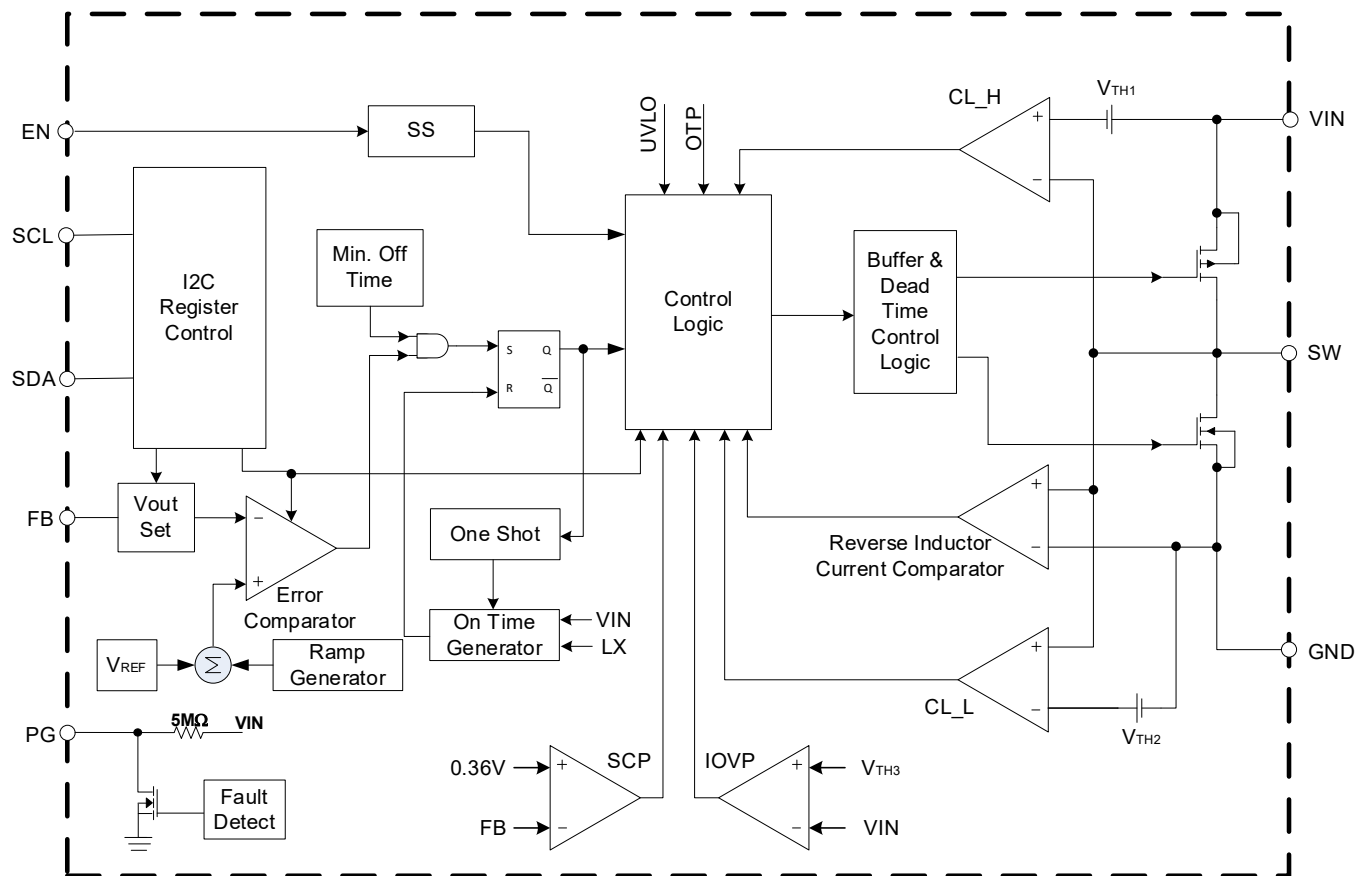 EN
SS
UVLO
OTP
CL_H
VTH1
+
−
VIN
SCL
I2C
Register
Control
SDA
Min. Off
Time
S
Q
R
Q
Control
Logic
Buffer &
Dead
Time
Control
Logic
SW
FB
Vout
Set
−
+
Error
Comparator
One Shot
On Time
Generator
VIN
LX
+
−
Reverse Inductor
Current Comparator
VREF
Σ
Ramp
Generator
+
−
CL_L
VTH2
GND
PG
5MΩ
VIN
Fault
Detect
0.36V
FB
+
−
SCP
IOVP
+
−
VTH3
VIN